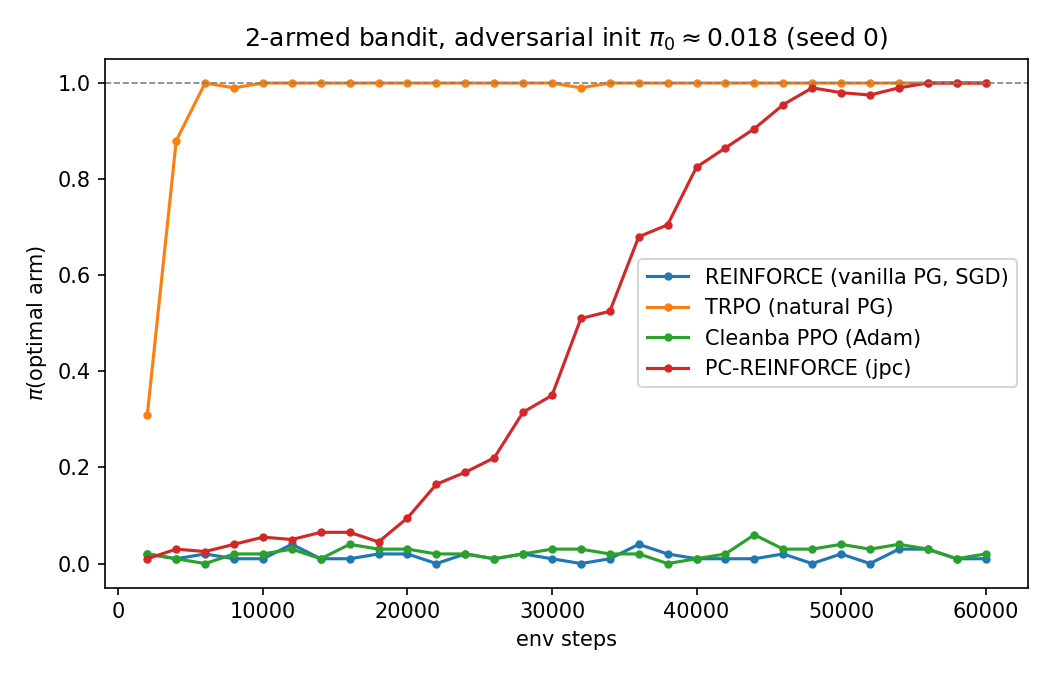 2-armed bandit, adversarial init π₀ ≈ 0.018 (seed 0)
1.0
0.8
0.6
0.4
0.2
0.0
π(optimal arm)
REINFORCE (vanilla PG, SGD)
TRPO (natural PG)
Cleanba PPO (Adam)
PC-REINFORCE (jpc)
0 10000 20000 30000 40000 50000 60000
env steps